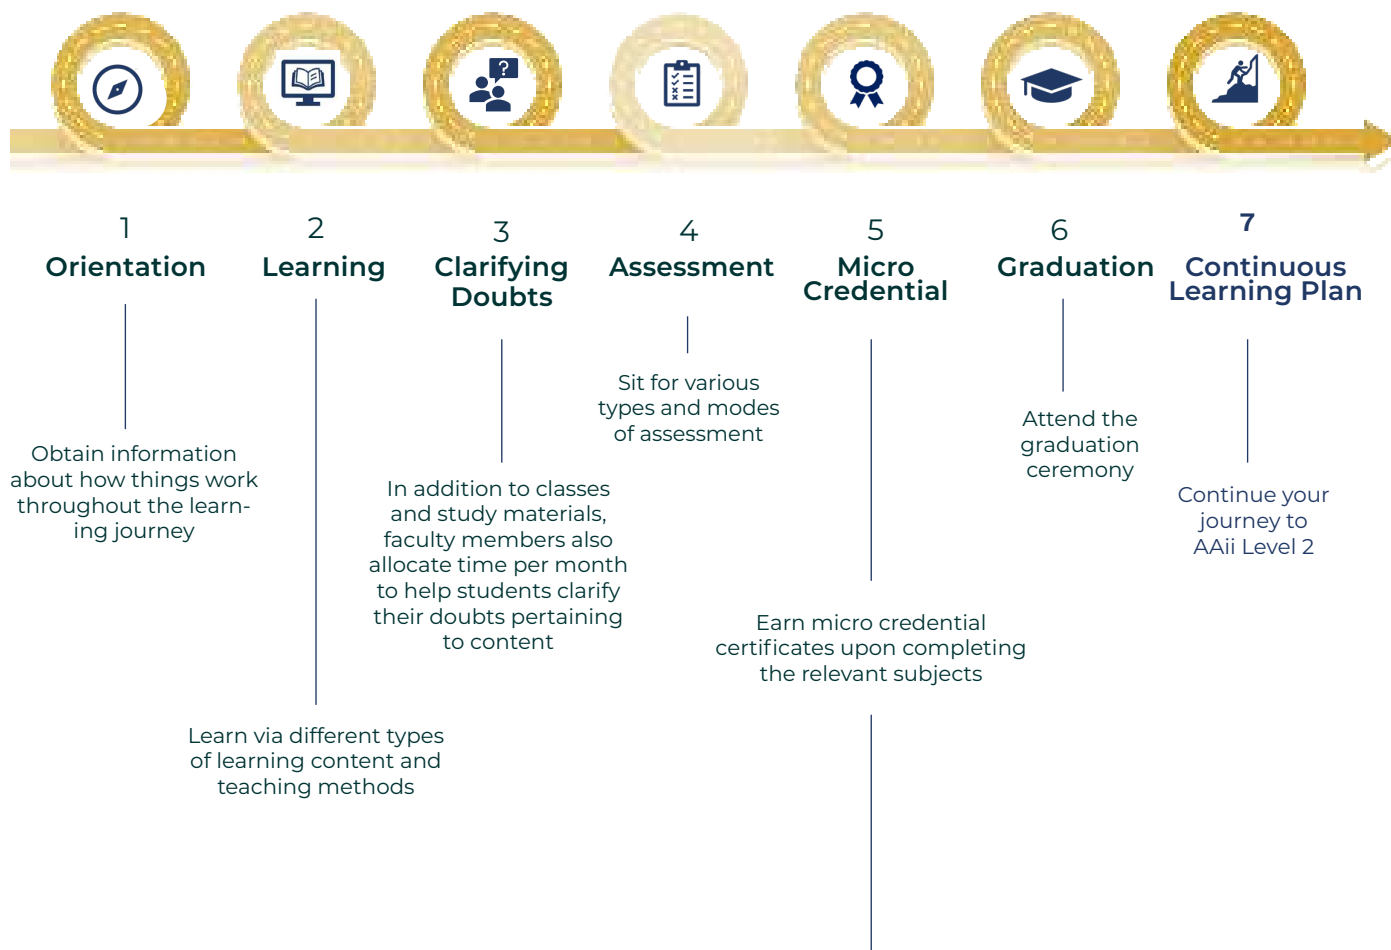 ?
1
Orientation
Obtain information
about how things work
throughout the learn-
ing journey
2
Learning
Learn via different types
of learning content and
teaching methods
3
Clarifying
Doubts
In addition to classes
and study materials,
faculty members also
allocate time per month
to help students clarify
their doubts pertaining
to content
4
Assessment
Sit for various
types and modes
of assessment
5
Micro
Credential
Earn micro credential
certificates upon completing
the relevant subjects
6
Graduation
Attend the
graduation
ceremony
7
Continuous
Learning Plan
Continue your
journey to
AAii Level 2